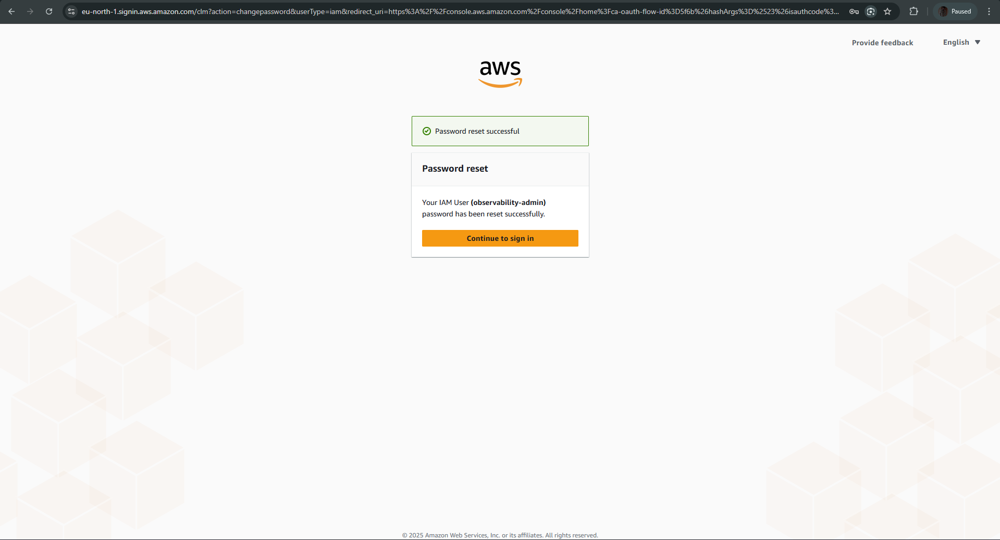 eu-north-1.signin.aws.amazon.com/clm?action=changepassword&userType=iam&redirect_uri=https%3A%2F%2Fconsole.aws.amazon.com%2Fconsole%2Fhome%3Fca-oauth-flow-id%3D5f6b%26hashArgs%3D%2523%26isauthcode%3...
Paused
Provide feedback
English
aws
Password reset successful
Password reset
Your IAM User (observability-admin)
password has been reset successfully.
Continue to sign in
© 2025 Amazon Web Services, Inc. or its affiliates. All rights reserved.